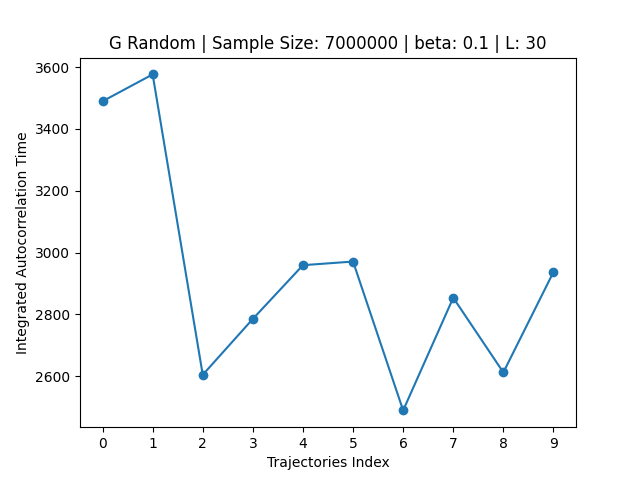 G Random | Sample Size: 7000000 | beta: 0.1 | L: 30
Integrated Autocorrelation Time
3600
3400
3200
3000
2800
2600
0 1 2 3 4 5 6 7 8 9
Trajectories Index